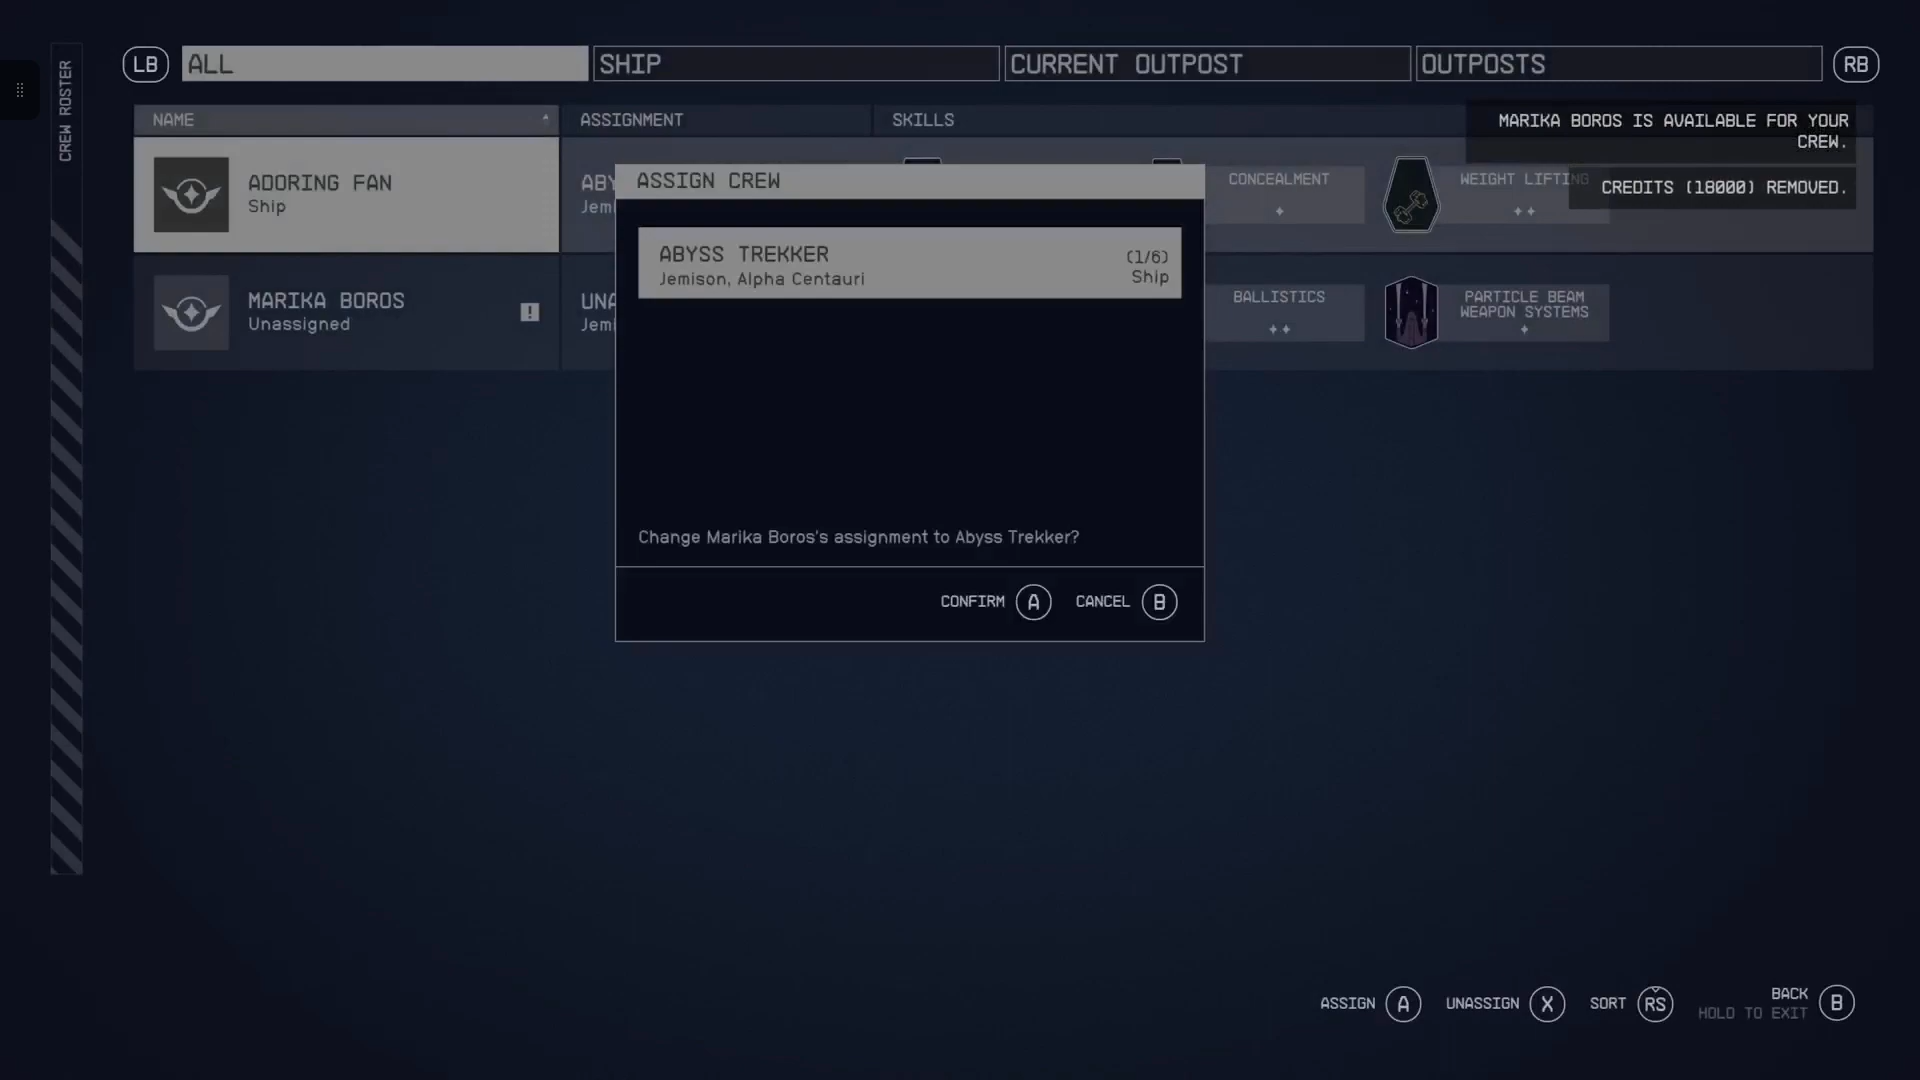 LB
ALL
SHIP
CURRENT OUTPOST
OUTPOSTS
RB
CREW ROSTER
NAME
ASSIGNMENT
SKILLS
MARIKA BOROS IS AVAILABLE FOR YOUR
CREW.
CREDITS (18000) REMOVED.
ADORING FAN
Ship
ABY
Jemi
CONCEALMENT
WEIGHT LIFTING
MARIKA BOROS
Unassigned
!
UNA
Jemi
BALLISTICS
PARTICLE BEAM
WEAPON SYSTEMS
ASSIGN CREW
ABYSS TREKKER
Jemison, Alpha Centauri
(1/6)
Ship
Change Marika Boros's assignment to Abyss Trekker?
CONFIRM A
CANCEL B
ASSIGN A
UNASSIGN X
SORT RS
BACK
HOLD TO EXIT
B